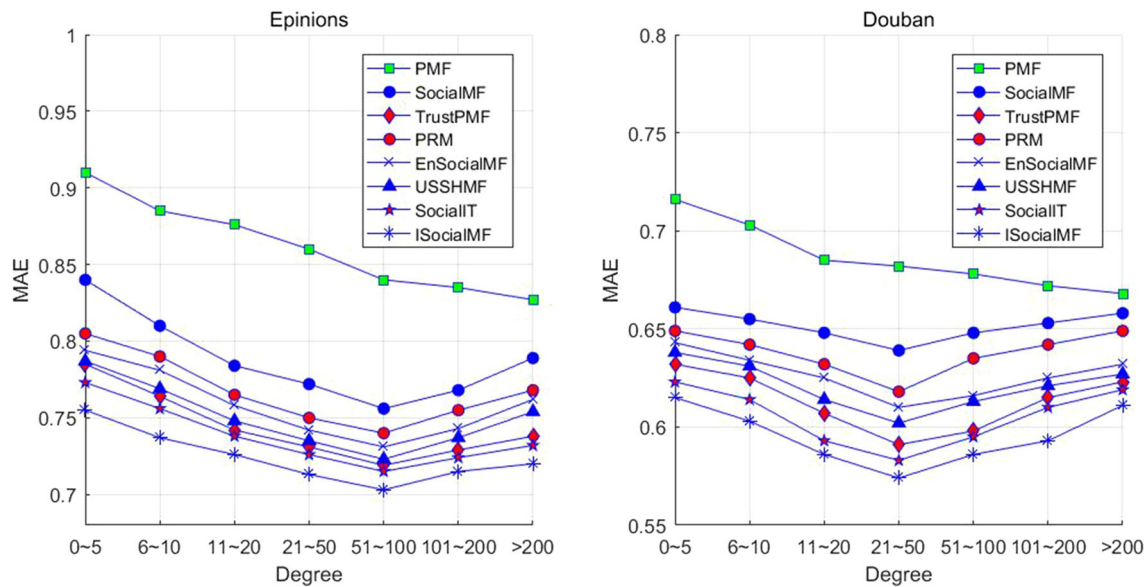 Epinions
1
0.95
0.9
0.85
0.8
0.75
0.7
MAE
PMF
SocialMF
TrustPMF
PRM
EnSocialMF
USSHMF
SocialIT
ISocialMF
0~5 6~10 11~20 21~50 51~100 101~200 >200
Degree
Douban
0.8
0.75
0.7
0.65
0.6
0.55
MAE
PMF
SocialMF
TrustPMF
PRM
EnSocialMF
USSHMF
SocialIT
ISocialMF
0~5 6~10 11~20 21~50 51~100 101~200 >200
Degree